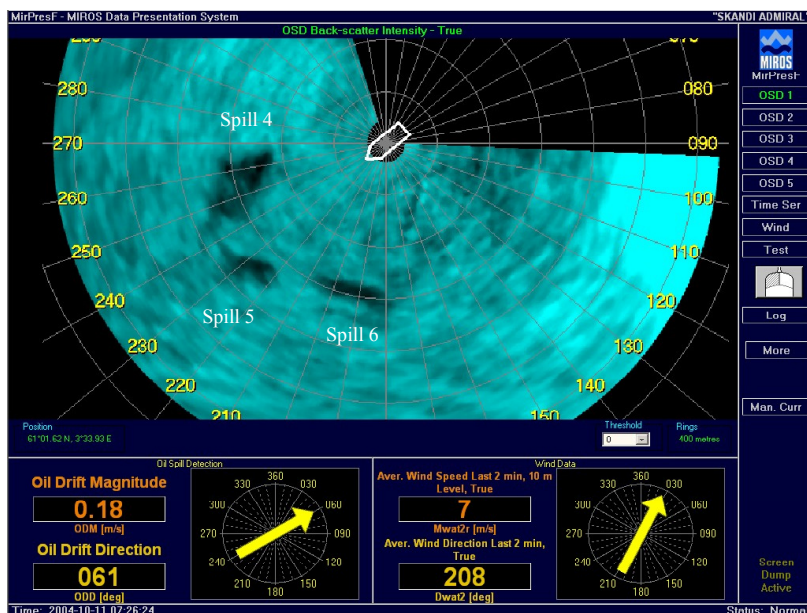 MirPresF - MIROS Data Presentation System
"SKANDI ADMIRAL"
OSD Back-scatter Intensity - True
280
270
260
250
240
230
220
210
090
100
110
120
130
140
150
Spill 4
Spill 5
Spill 6
MIROS
MirPresF
OSD 1
OSD 2
OSD 3
OSD 4
OSD 5
Time Ser
Wind
Test
Log
More
Man. Curr
Position
61°01.62 N, 3°33.93 E
Threshold
0
Rings
400 metres
Oil Spill Detection
Oil Drift Magnitude
0.18
ODM [m/s]
Oil Drift Direction
061
ODD [deg]
360
030
060
090
120
150
180
210
240
270
300
330
Wind Data
Aver. Wind Speed Last 2 min, 10 m
Level, True
7
Mwat2r [m/s]
Aver. Wind Direction Last 2 min,
True
208
Dwat2 [deg]
360
030
060
090
120
150
180
210
240
270
300
330
Screen
Dump
Active
Time: 2004-10-11 07:26:24
Status: Norma